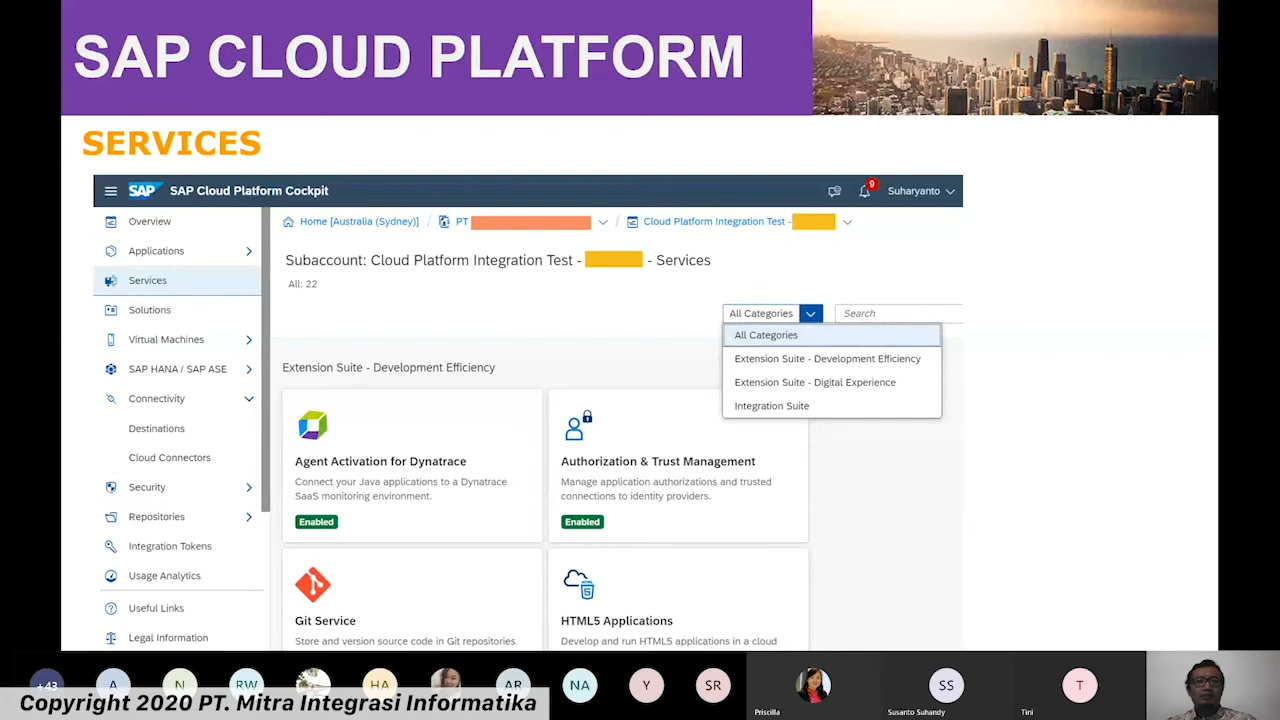 SAP CLOUD PLATFORM
SERVICES
SAP SAP Cloud Platform Cockpit
9
Suharyanto
Overview
Applications
Services
Solutions
Virtual Machines
SAP HANA / SAP ASE
Connectivity
Destinations
Cloud Connectors
Security
Repositories
Integration Tokens
Usage Analytics
Useful Links
Legal Information
Home [Australia (Sydney)] / PT / Cloud Platform Integration Test -
Subaccount: Cloud Platform Integration Test - - Services
All: 22
All Categories
Search
All Categories
Extension Suite - Development Efficiency
Extension Suite - Digital Experience
Integration Suite
Extension Suite - Development Efficiency
Agent Activation for Dynatrace
Connect your Java applications to a Dynatrace
SaaS monitoring environment.
Enabled
Authorization & Trust Management
Manage application authorizations and trusted
connections to identity providers.
Enabled
Git Service
Store and version source code in Git repositories.
HTML5 Applications
Develop and run HTML5 applications in a cloud
+43
A
N
RW
HA
AR
NA
Y
SR
Priscilla
SS
Susanto Suhandy
T
Tini
Copyright 2020 PT. Mitra Integrasi Informatika